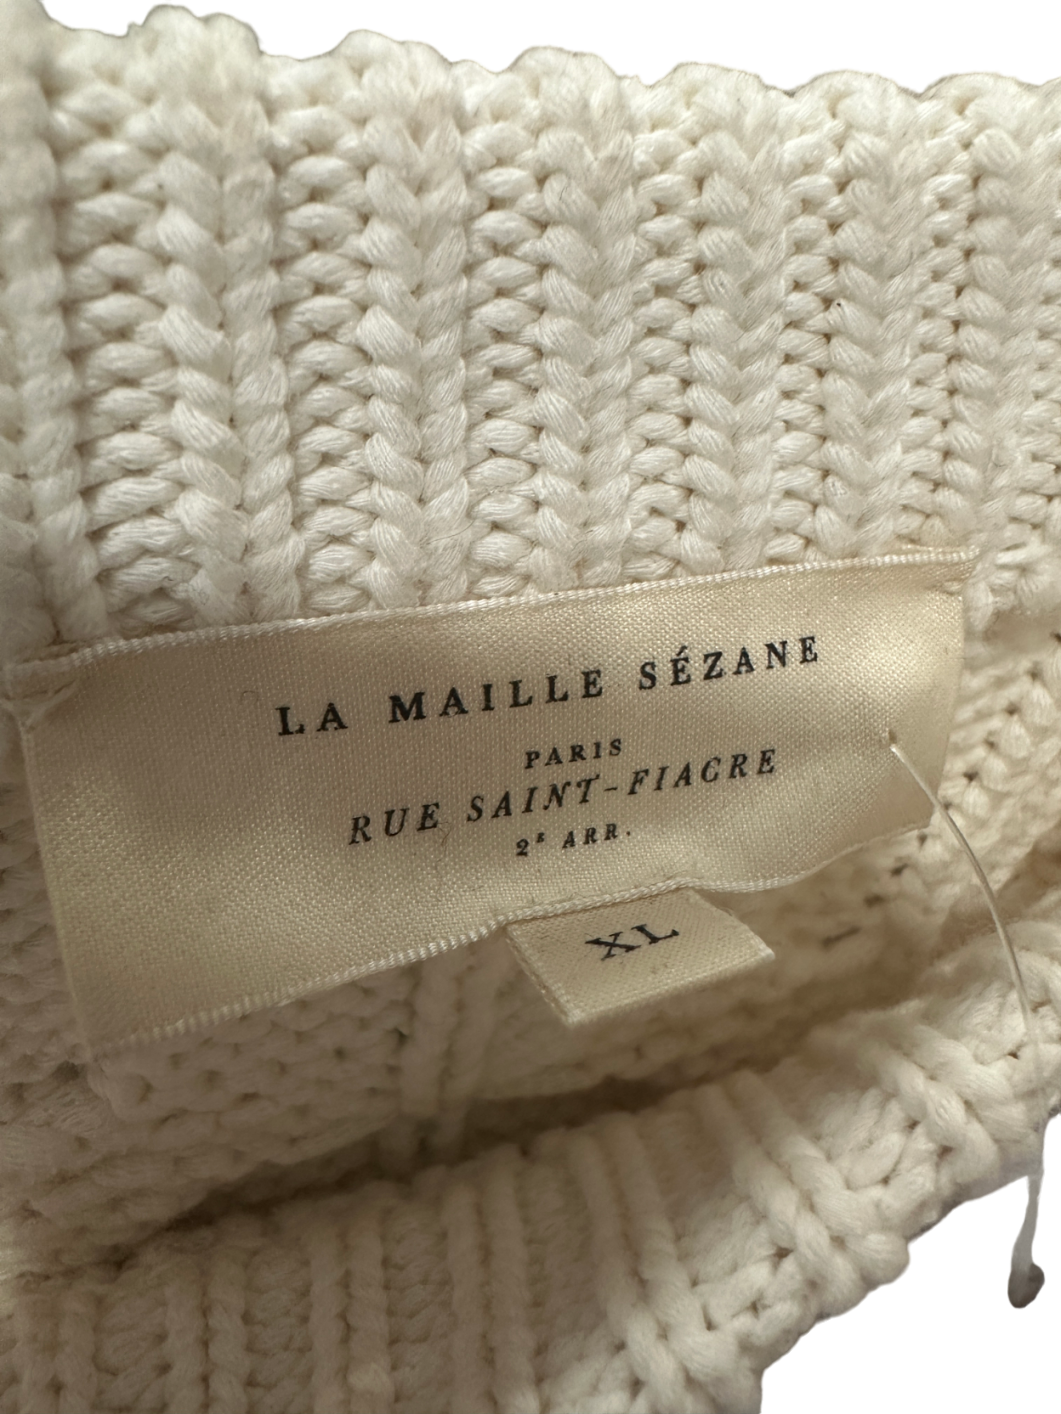 LA MAILLE SÉZANE
PARIS
RUE SAINT-FIACRE
2E ARR.
XL